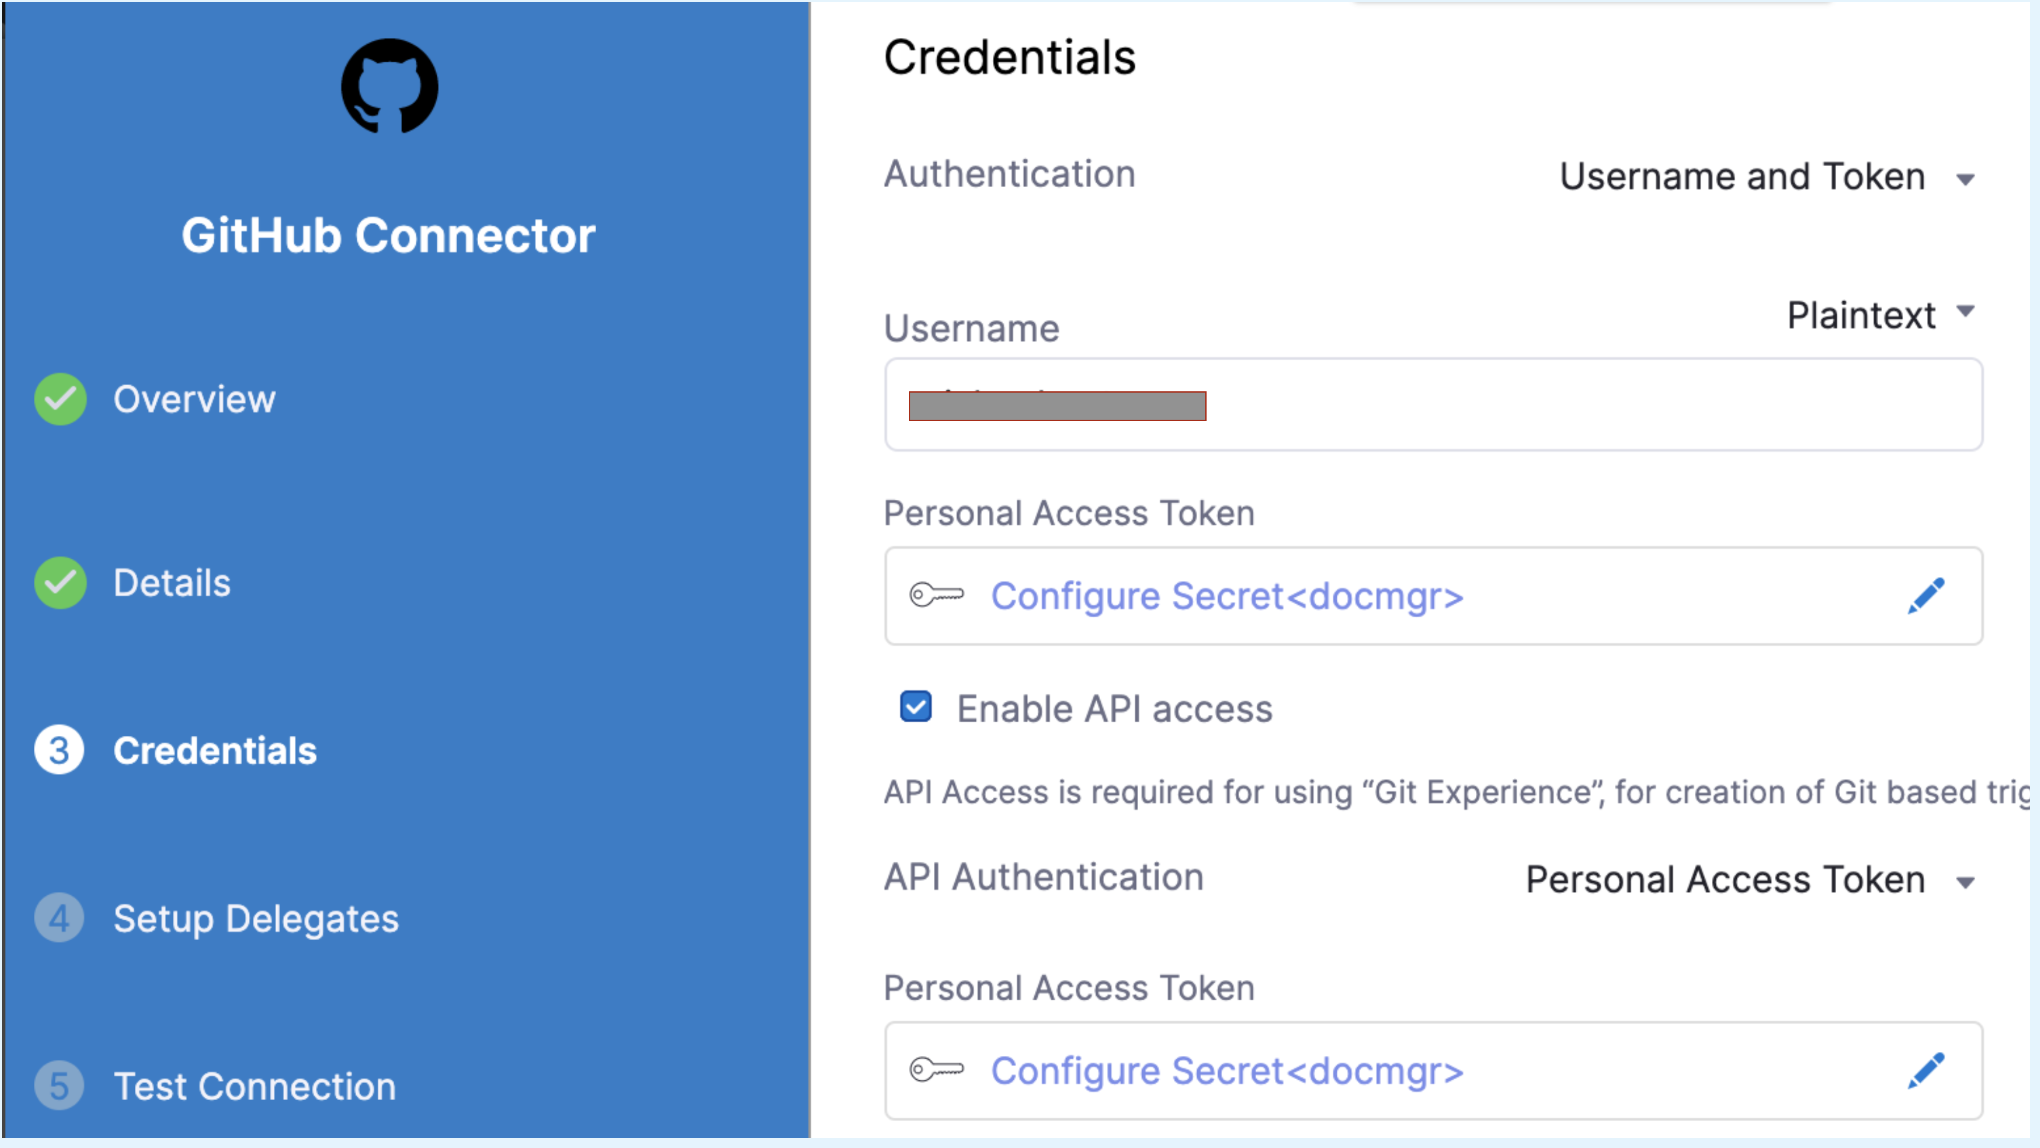 GitHub Connector
Overview
Details
3 Credentials
4 Setup Delegates
5 Test Connection
Credentials
Authentication Username and Token
Username Plaintext
Personal Access Token
Configure Secret<docmgr>
Enable API access
API Access is required for using “Git Experience”, for creation of Git based
API Authentication Personal Access Token
Personal Access Token
Configure Secret<docmgr>